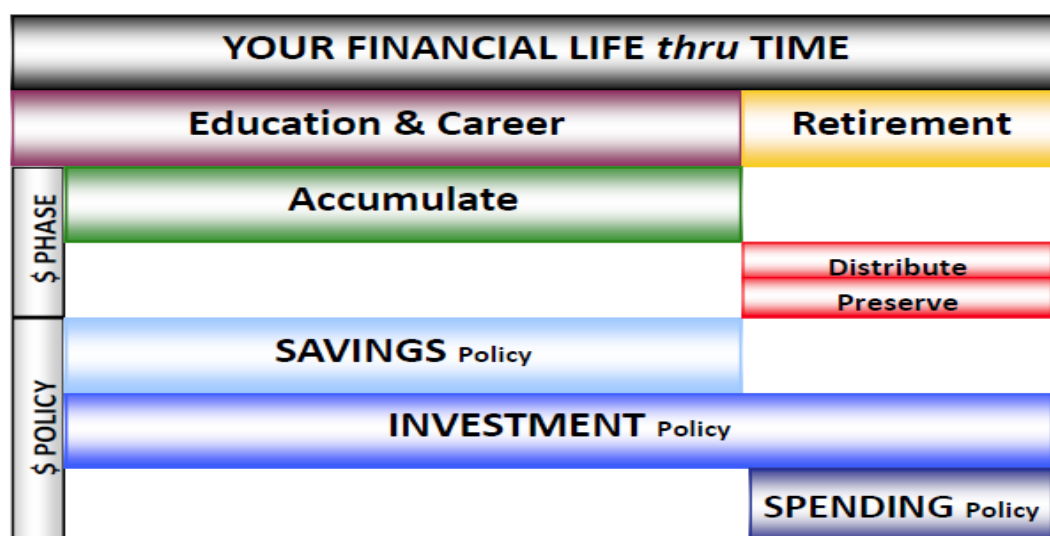 YOUR FINANCIAL LIFE thru TIME
Education & Career
Retirement
$ PHASE
Accumulate
Distribute
Preserve
$ POLICY
SAVINGS Policy
INVESTMENT Policy
SPENDING Policy